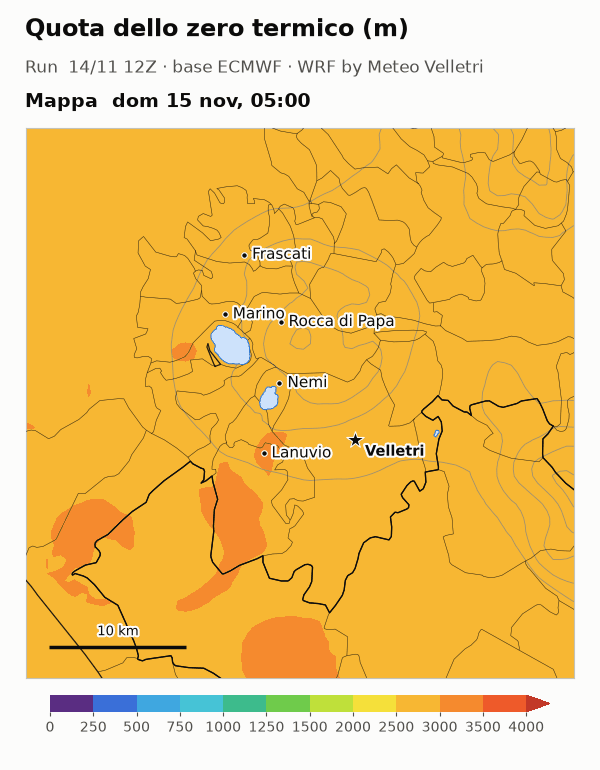 Quota dello zero termico (m)
Run  14/11 12Z · base ECMWF · WRF by Meteo Velletri
Mappa  dom 15 nov, 05:00
Frascati
Marino
Rocca di Papa
Nemi
Velletri
Lanuvio
10 km
0 250 500 750 1000 1250 1500 2000 2500 3000 3500 4000